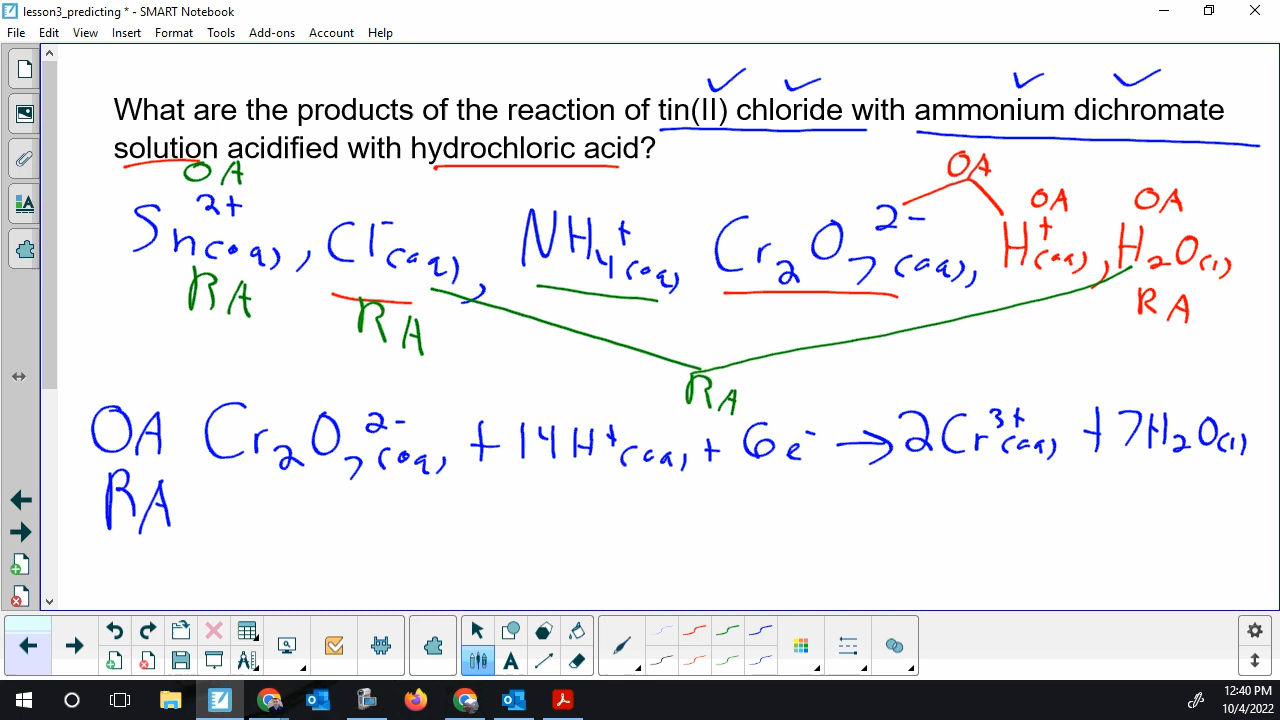 lesson3_predicting * - SMART Notebook
File Edit View Insert Format Tools Add-ons Account Help
What are the products of the reaction of tin(II) chloride with ammonium dichromate
solution acidified with hydrochloric acid?
OA OA OA OA
Sn²⁺(aq), Cl⁻(aq), NH₄⁺(aq) Cr₂O₇²⁻(aq), H⁺(aq), H₂O(l)
RA RA RA
RA
OA Cr₂O₇²⁻(aq) + 14H⁺(aq) + 6e⁻ → 2Cr³⁺(aq) + 7H₂O(l)
RA
A
12:40 PM
10/4/2022